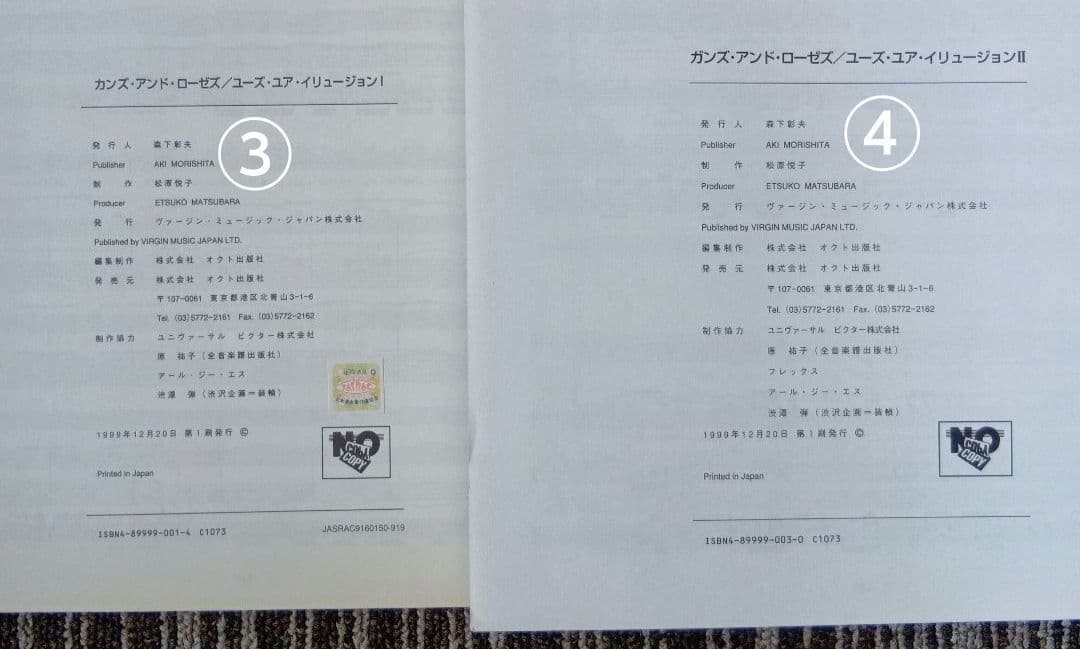 カンズ・アンド・ローゼズ／ユーズ・ユア・イリュージョンI
③
発行人 森下彰夫
Publisher AKI MORISHITA
制作 松原悦子
Producer ETSUKO MATSUBARA
発行 ヴァージン・ミュージック・ジャパン株式会社
Published by VIRGIN MUSIC JAPAN LTD.
編集制作 株式会社 オクト出版社
発売元 株式会社 オクト出版社
〒107-0061 東京都港区北青山3-1-6
Tel. (03)5772-2161 Fax. (03)5772-2162
制作協力 ユニヴァーサル ビクター株式会社
原 祐子（全音楽譜出版社）
アール・ジー・エス
渋澤 弾（渋沢企画＝装幀）
1999年12月20日 第1刷発行 ©
NO
COPY
Printed in Japan
ISBN4-89999-001-4 C1073
JASRAC9160150-919
ガンズ・アンド・ローゼズ／ユーズ・ユア・イリュージョンII
④
発行人 森下彰夫
Publisher AKI MORISHITA
制作 松原悦子
Producer ETSUKO MATSUBARA
発行 ヴァージン・ミュージック・ジャパン株式会社
Published by VIRGIN MUSIC JAPAN LTD.
編集制作 株式会社 オクト出版社
発売元 株式会社 オクト出版社
〒107-0061 東京都港区北青山3-1-6
Tel. (03)5772-2161 Fax. (03)5772-2162
制作協力 ユニヴァーサル ビクター株式会社
原 祐子（全音楽譜出版社）
フレックス
アール・ジー・エス
渋澤 弾（渋沢企画＝装幀）
1999年12月20日 第1刷発行 ©
NO
COPY
Printed in Japan
ISBN4-89999-003-0 C1073